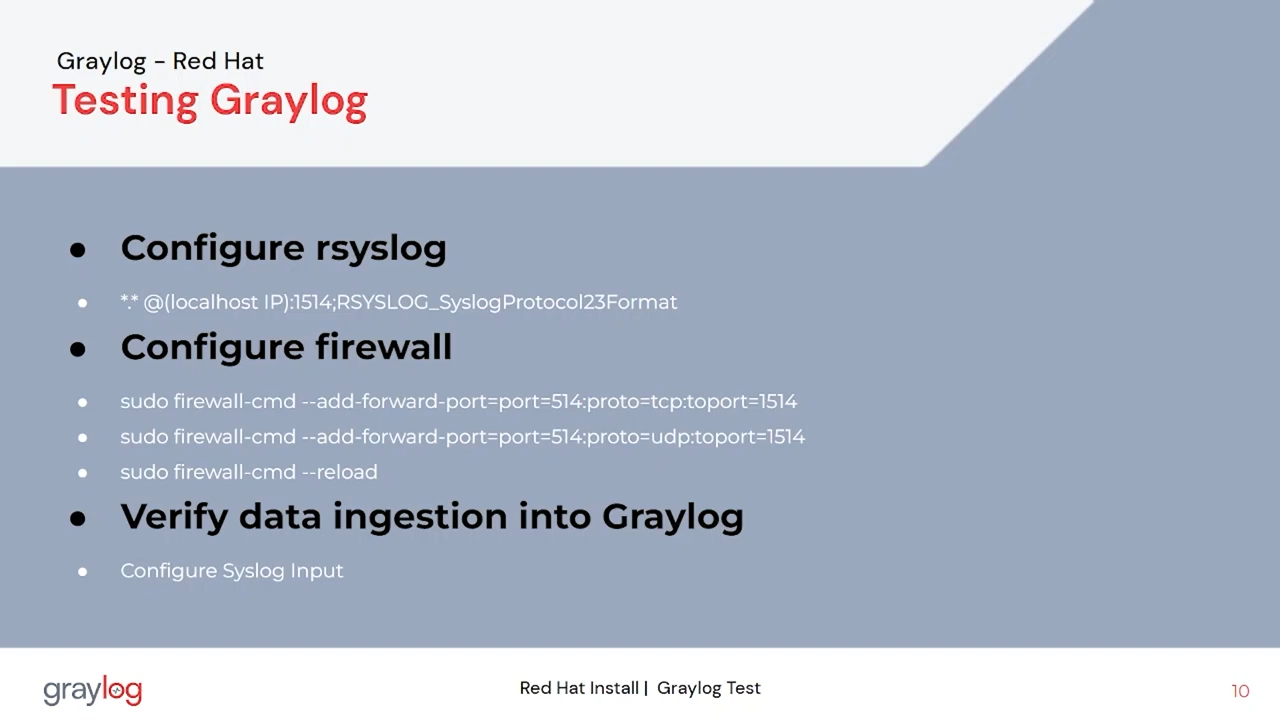 Graylog - Red Hat
Testing Graylog
● Configure rsyslog
● *.* @(localhost IP):1514;RSYSLOG_SyslogProtocol23Format
● Configure firewall
● sudo firewall-cmd --add-forward-port=port=514:proto=tcp:toport=1514
● sudo firewall-cmd --add-forward-port=port=514:proto=udp:toport=1514
● sudo firewall-cmd --reload
● Verify data ingestion into Graylog
● Configure Syslog Input
graylog
Red Hat Install | Graylog Test
10